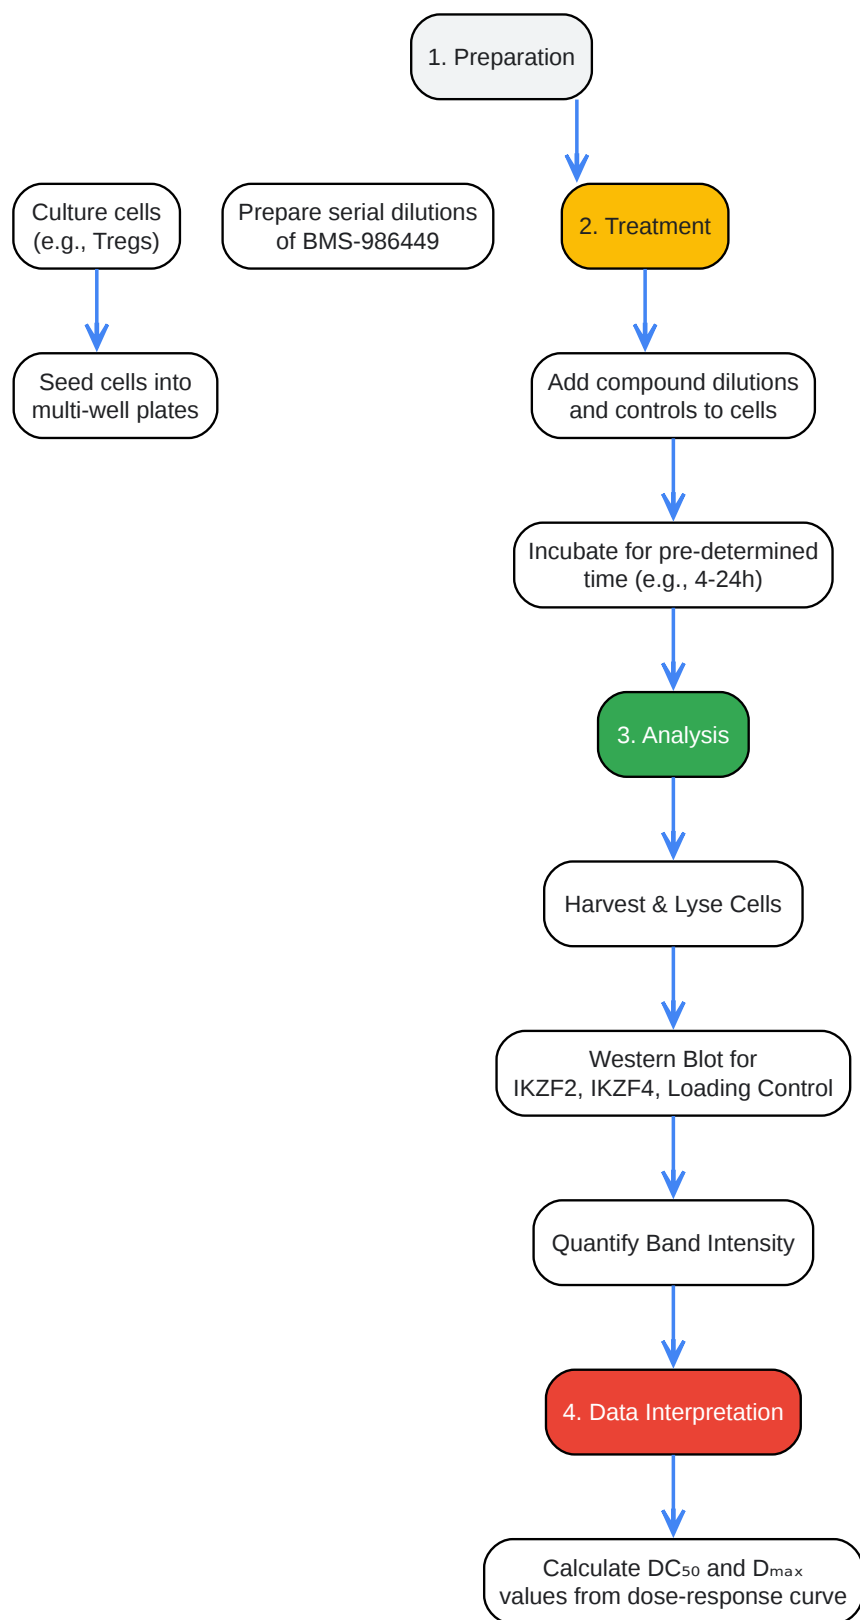 1. Preparation
Culture cells
(e.g., Tregs)
Prepare serial dilutions
of BMS-986449
2. Treatment
Seed cells into
multi-well plates
Add compound dilutions
and controls to cells
Incubate for pre-determined
time (e.g., 4-24h)
3. Analysis
Harvest & Lyse Cells
Western Blot for
IKZF2, IKZF4, Loading Control
Quantify Band Intensity
4. Data Interpretation
Calculate DC₅₀ and Dₘₐₓ
values from dose-response curve